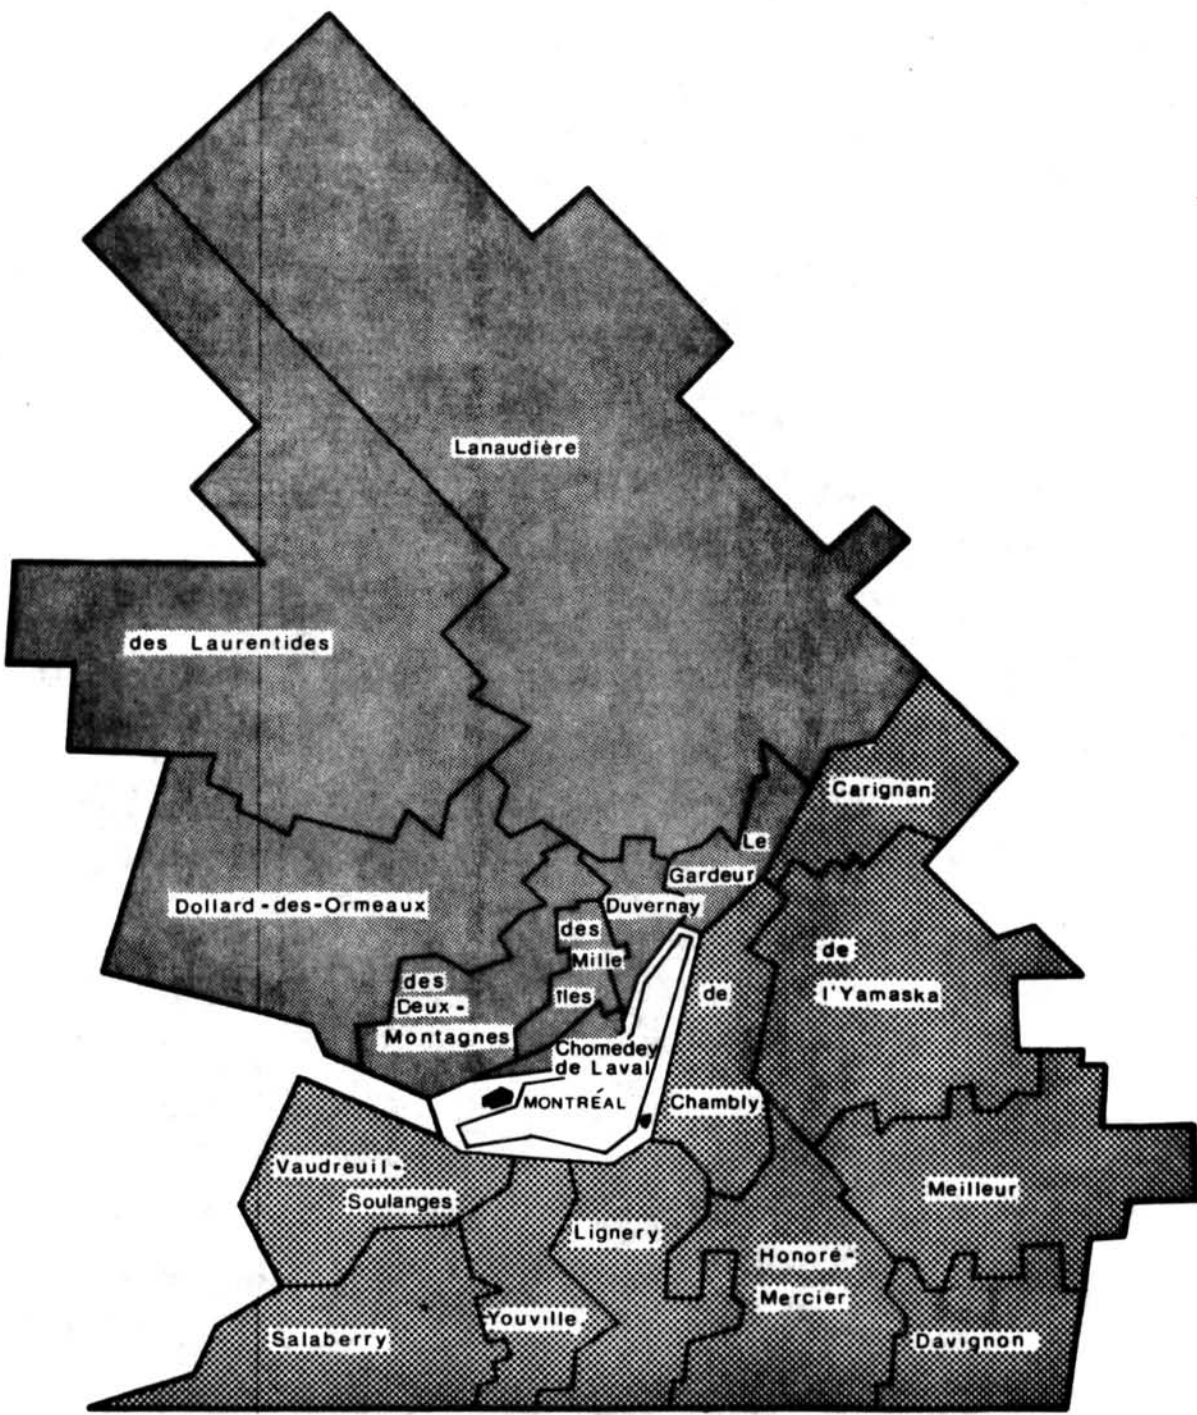 Lanaudière
des Laurentides
Carignan
Le
Gardeur
Dollard-des-Ormeaux
Duvernay
des
Mille
Îles
de
l'Yamaska
des
Deux-
Montagnes
de
Chambly
Chomedey
de Laval
MONTRÉAL
Vaudreuil-
Soulanges
Meilleur
Lignery
Honoré-
Mercier
Salaberry
Youville
Davignon